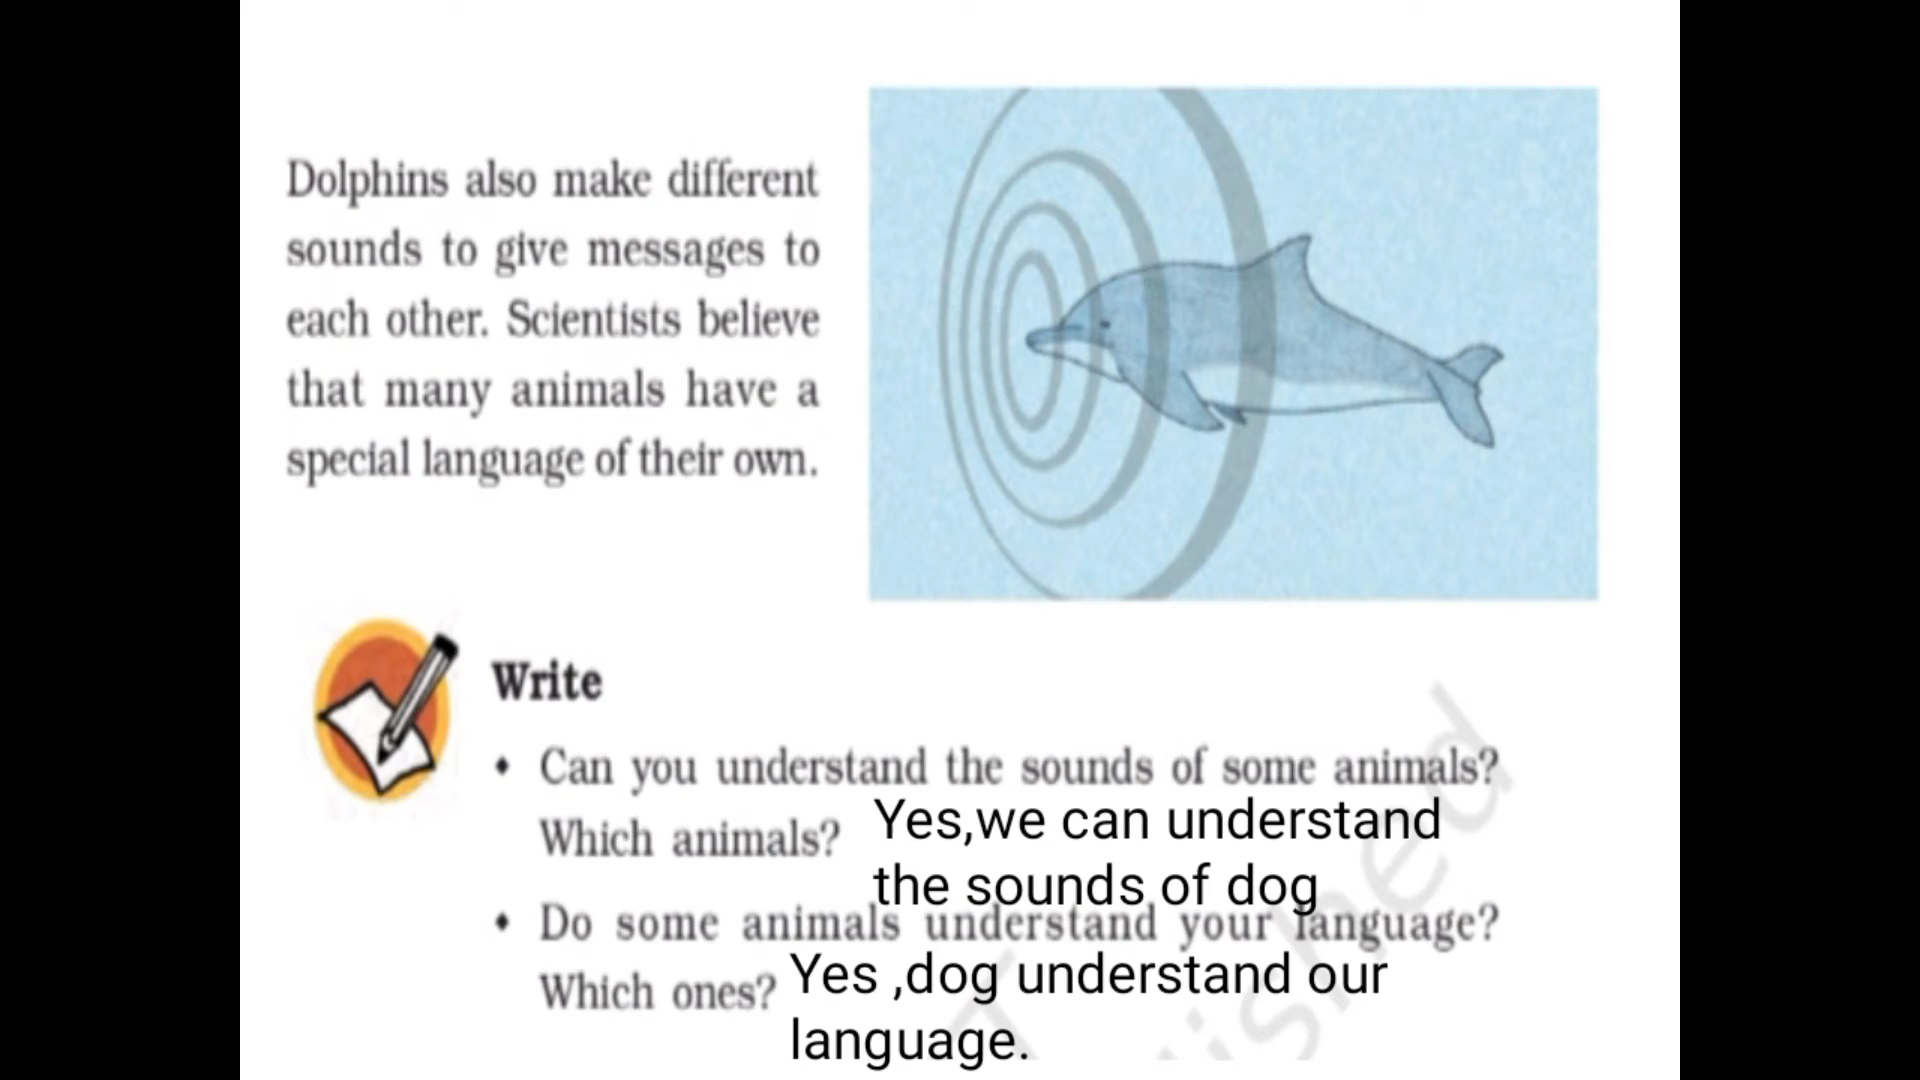 Dolphins also make different
sounds to give messages to
each other. Scientists believe
that many animals have a
special language of their own.
Write
• Can you understand the sounds of some animals?
Which animals? Yes,we can understand
the sounds of dog
• Do some animals understand your language?
Which ones? Yes ,dog understand our
language.